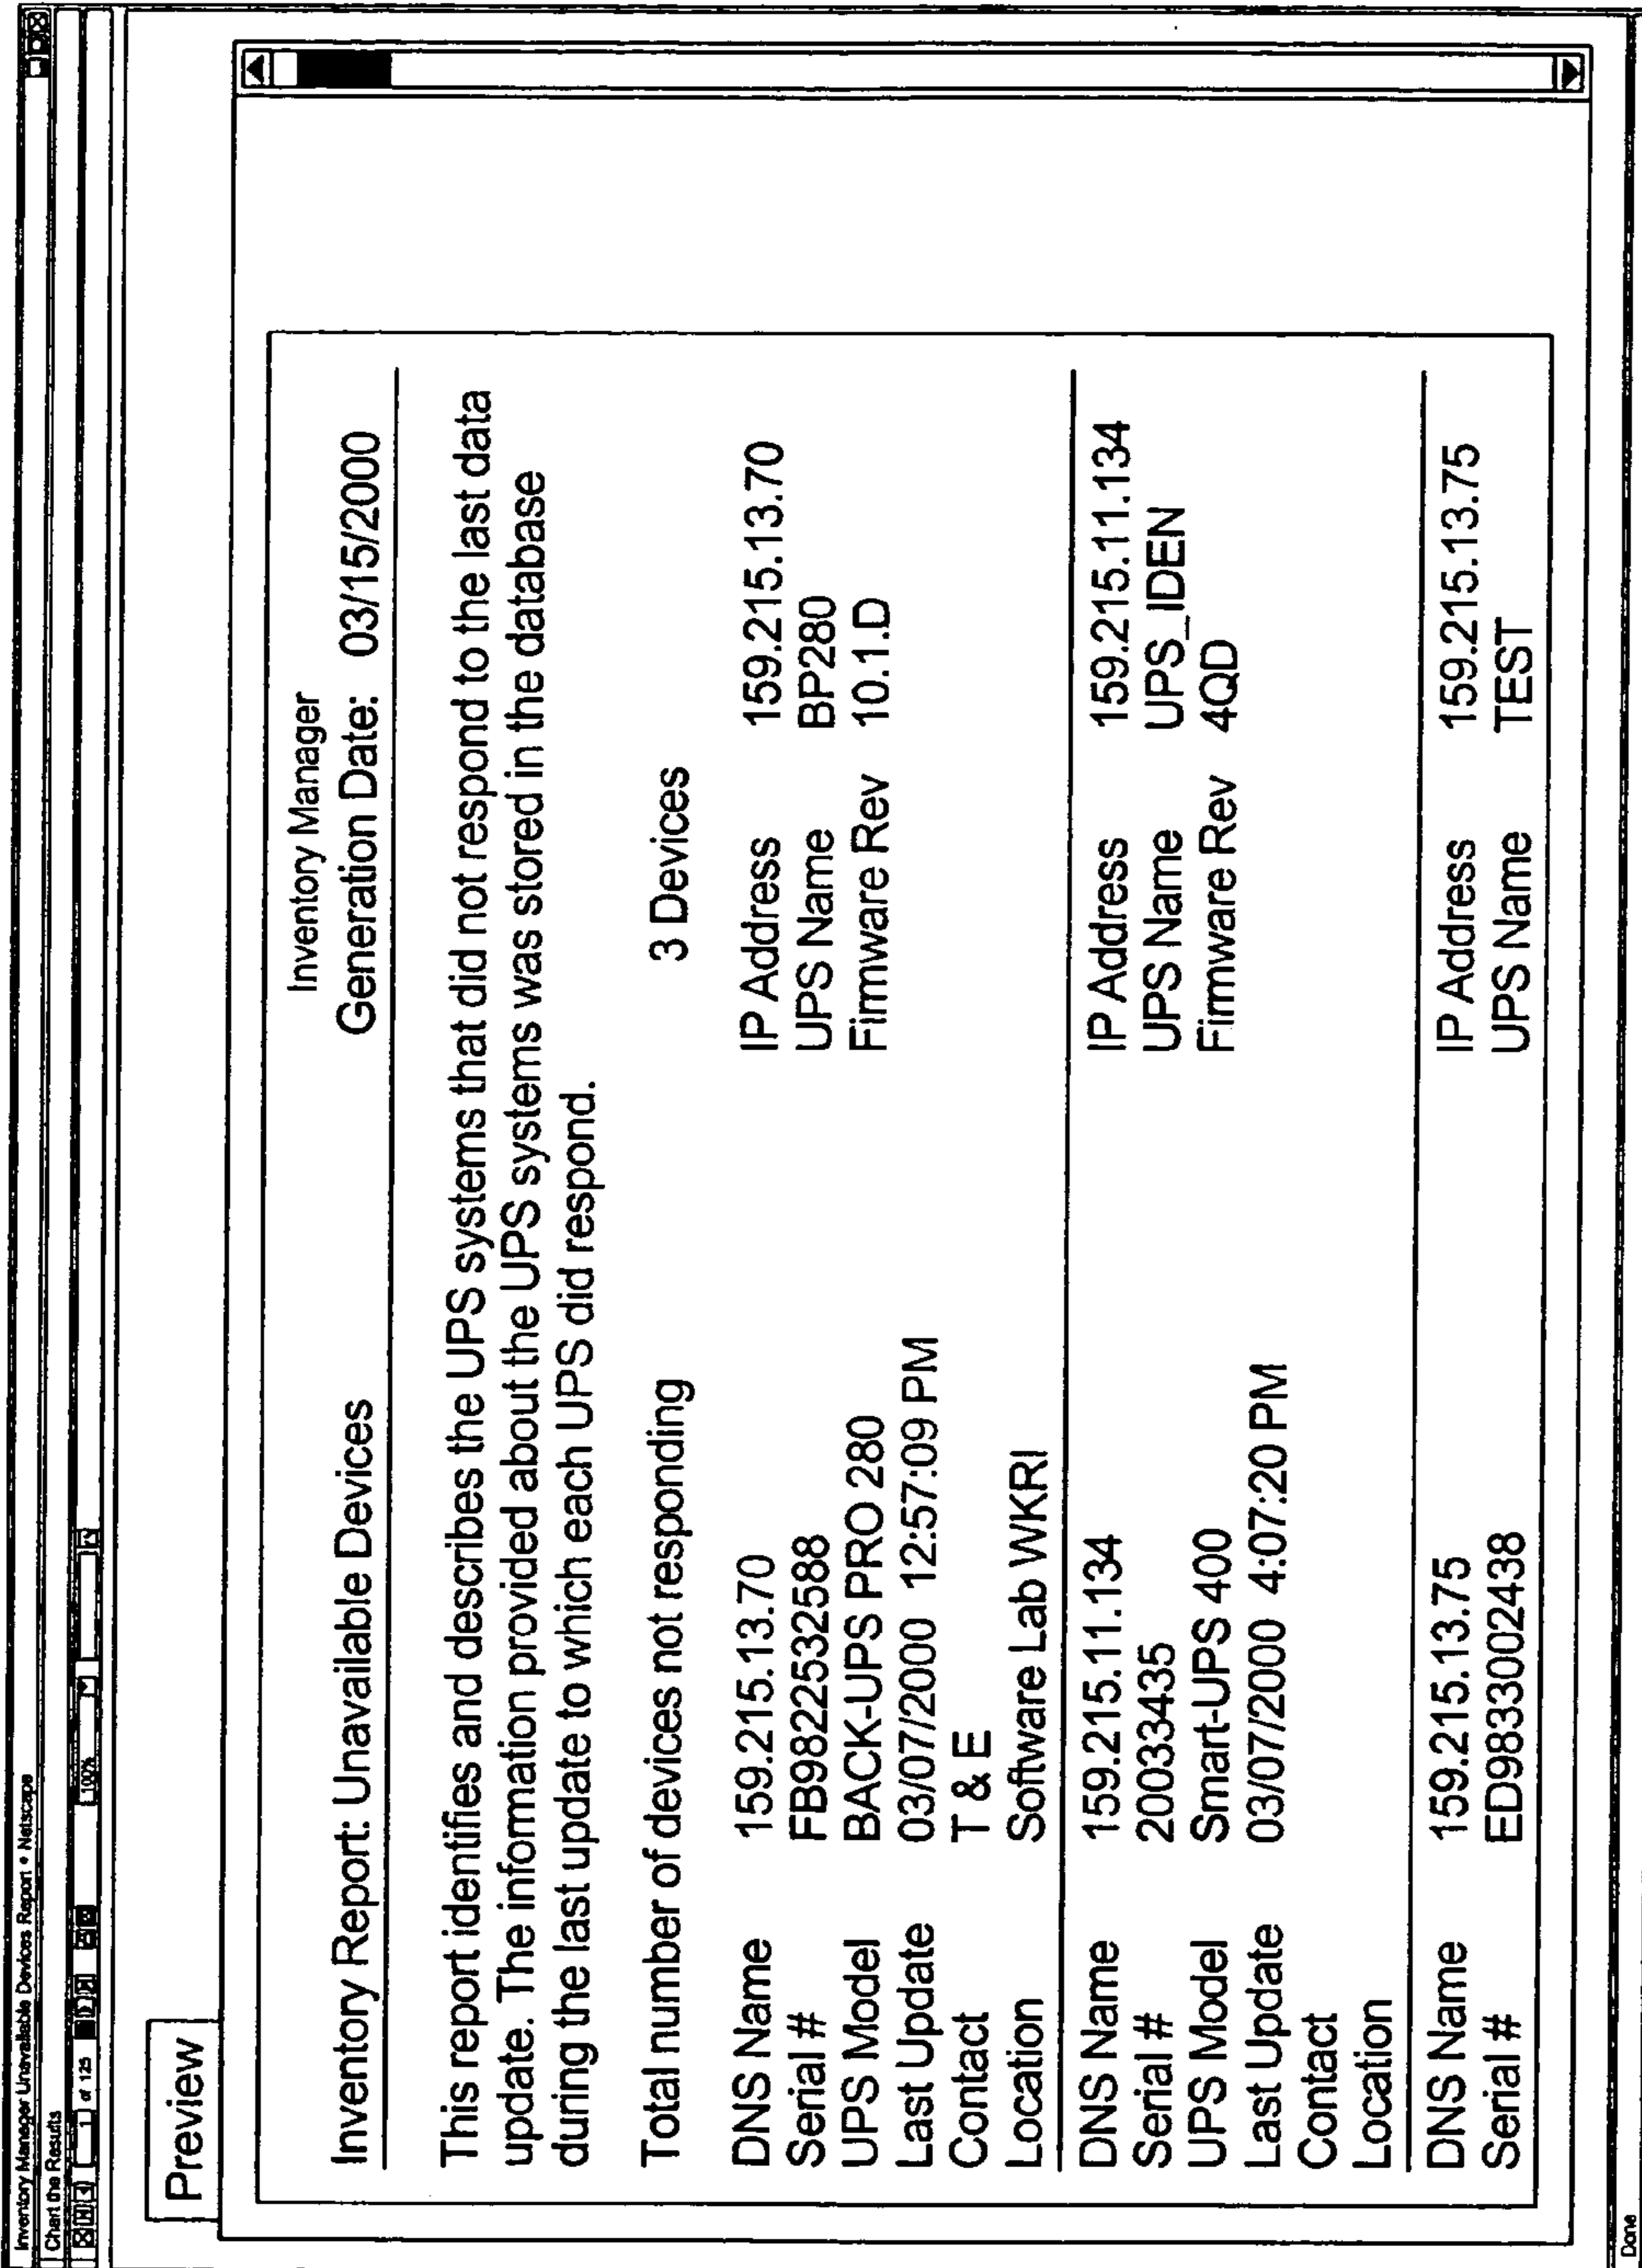 Inventory Manager Unavailable Devices Report • Netscape
Chart the Results
1 of 125 100%
Preview
Inventory Manager
Inventory Report: Unavailable Devices Generation Date: 03/15/2000
This report identifies and describes the UPS systems that did not respond to the last data
update. The information provided about the UPS systems was stored in the database
during the last update to which each UPS did respond.
Total number of devices not responding 3 Devices
DNS Name 159.215.13.70 IP Address 159.215.13.70
Serial # FB98225532588 UPS Name BP280
UPS Model BACK-UPS PRO 280 Firmware Rev 10.1.D
Last Update 03/07/2000 12:57:09 PM
Contact T & E
Location Software Lab WKRI
DNS Name 159.215.11.134 IP Address 159.215.11.134
Serial # 20033435 UPS Name UPS_IDEN
UPS Model Smart-UPS 400 Firmware Rev 4QD
Last Update 03/07/2000 4:07:20 PM
Contact
Location
DNS Name 159.215.13.75 IP Address 159.215.13.75
Serial # ED9833002438 UPS Name TEST
Done